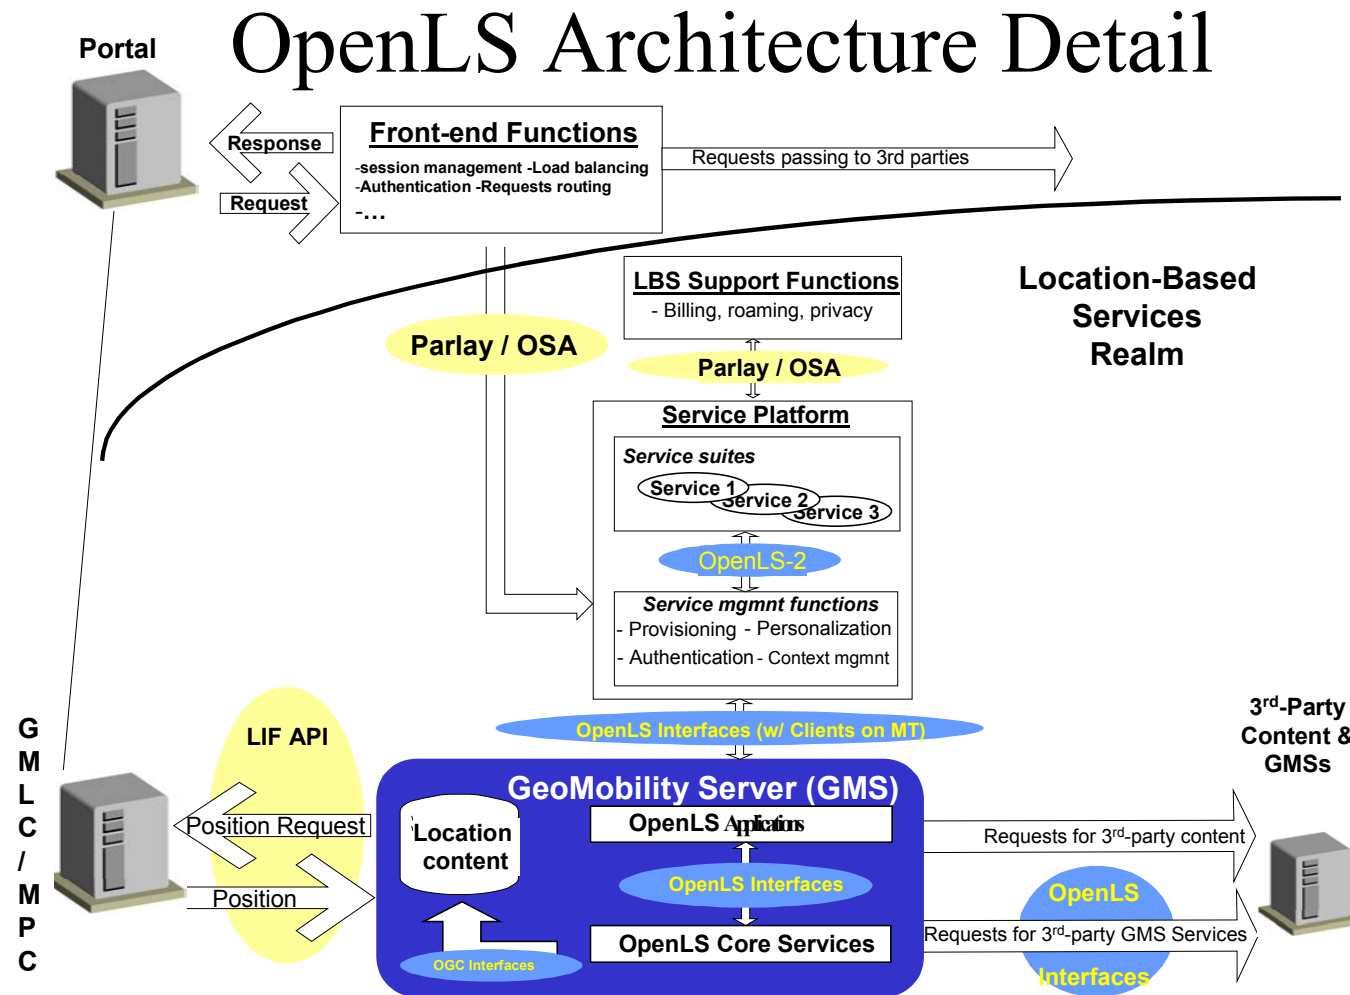 OpenLS Architecture Detail
Portal
Response
Request
Front-end Functions
-session management -Load balancing
-Authentication -Requests routing
-...
Requests passing to 3rd parties
LBS Support Functions
- Billing, roaming, privacy
Location-Based
Services
Realm
Parlay / OSA
Parlay / OSA
Service Platform
Service suites
Service 1
Service 2
Service 3
OpenLS-2
Service mgmnt functions
- Provisioning - Personalization
- Authentication - Context mgmnt
OpenLS Interfaces (w/ Clients on MT)
GMLC/MPC
LIF API
Position Request
Position
GeoMobility Server (GMS)
Location
content
OGC Interfaces
OpenLS Applications
OpenLS Interfaces
OpenLS Core Services
3rd-Party
Content &
GMSs
Requests for 3rd-party content
OpenLS
Requests for 3rd-party GMS Services
Interfaces